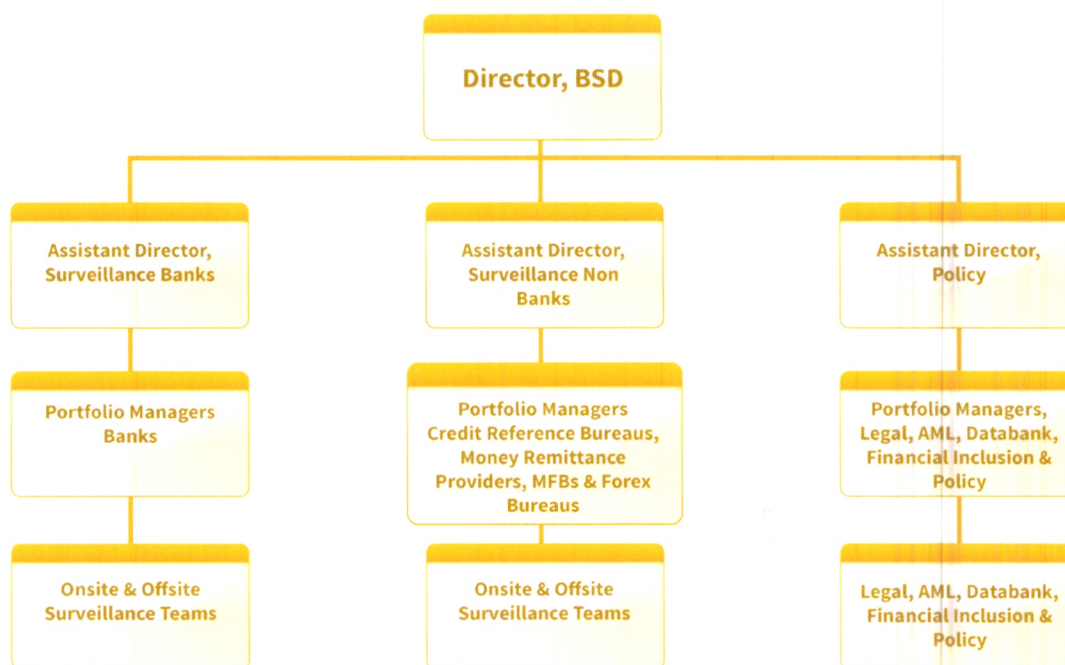 Director, BSD
Assistant Director,
Surveillance Banks
Assistant Director,
Surveillance Non
Banks
Assistant Director,
Policy
Portfolio Managers
Banks
Portfolio Managers
Credit Reference Bureaus,
Money Remittance
Providers, MFBs & Forex
Bureaus
Portfolio Managers,
Legal, AML, Databank,
Financial Inclusion &
Policy
Onsite & Offsite
Surveillance Teams
Onsite & Offsite
Surveillance Teams
Legal, AML, Databank,
Financial Inclusion &
Policy